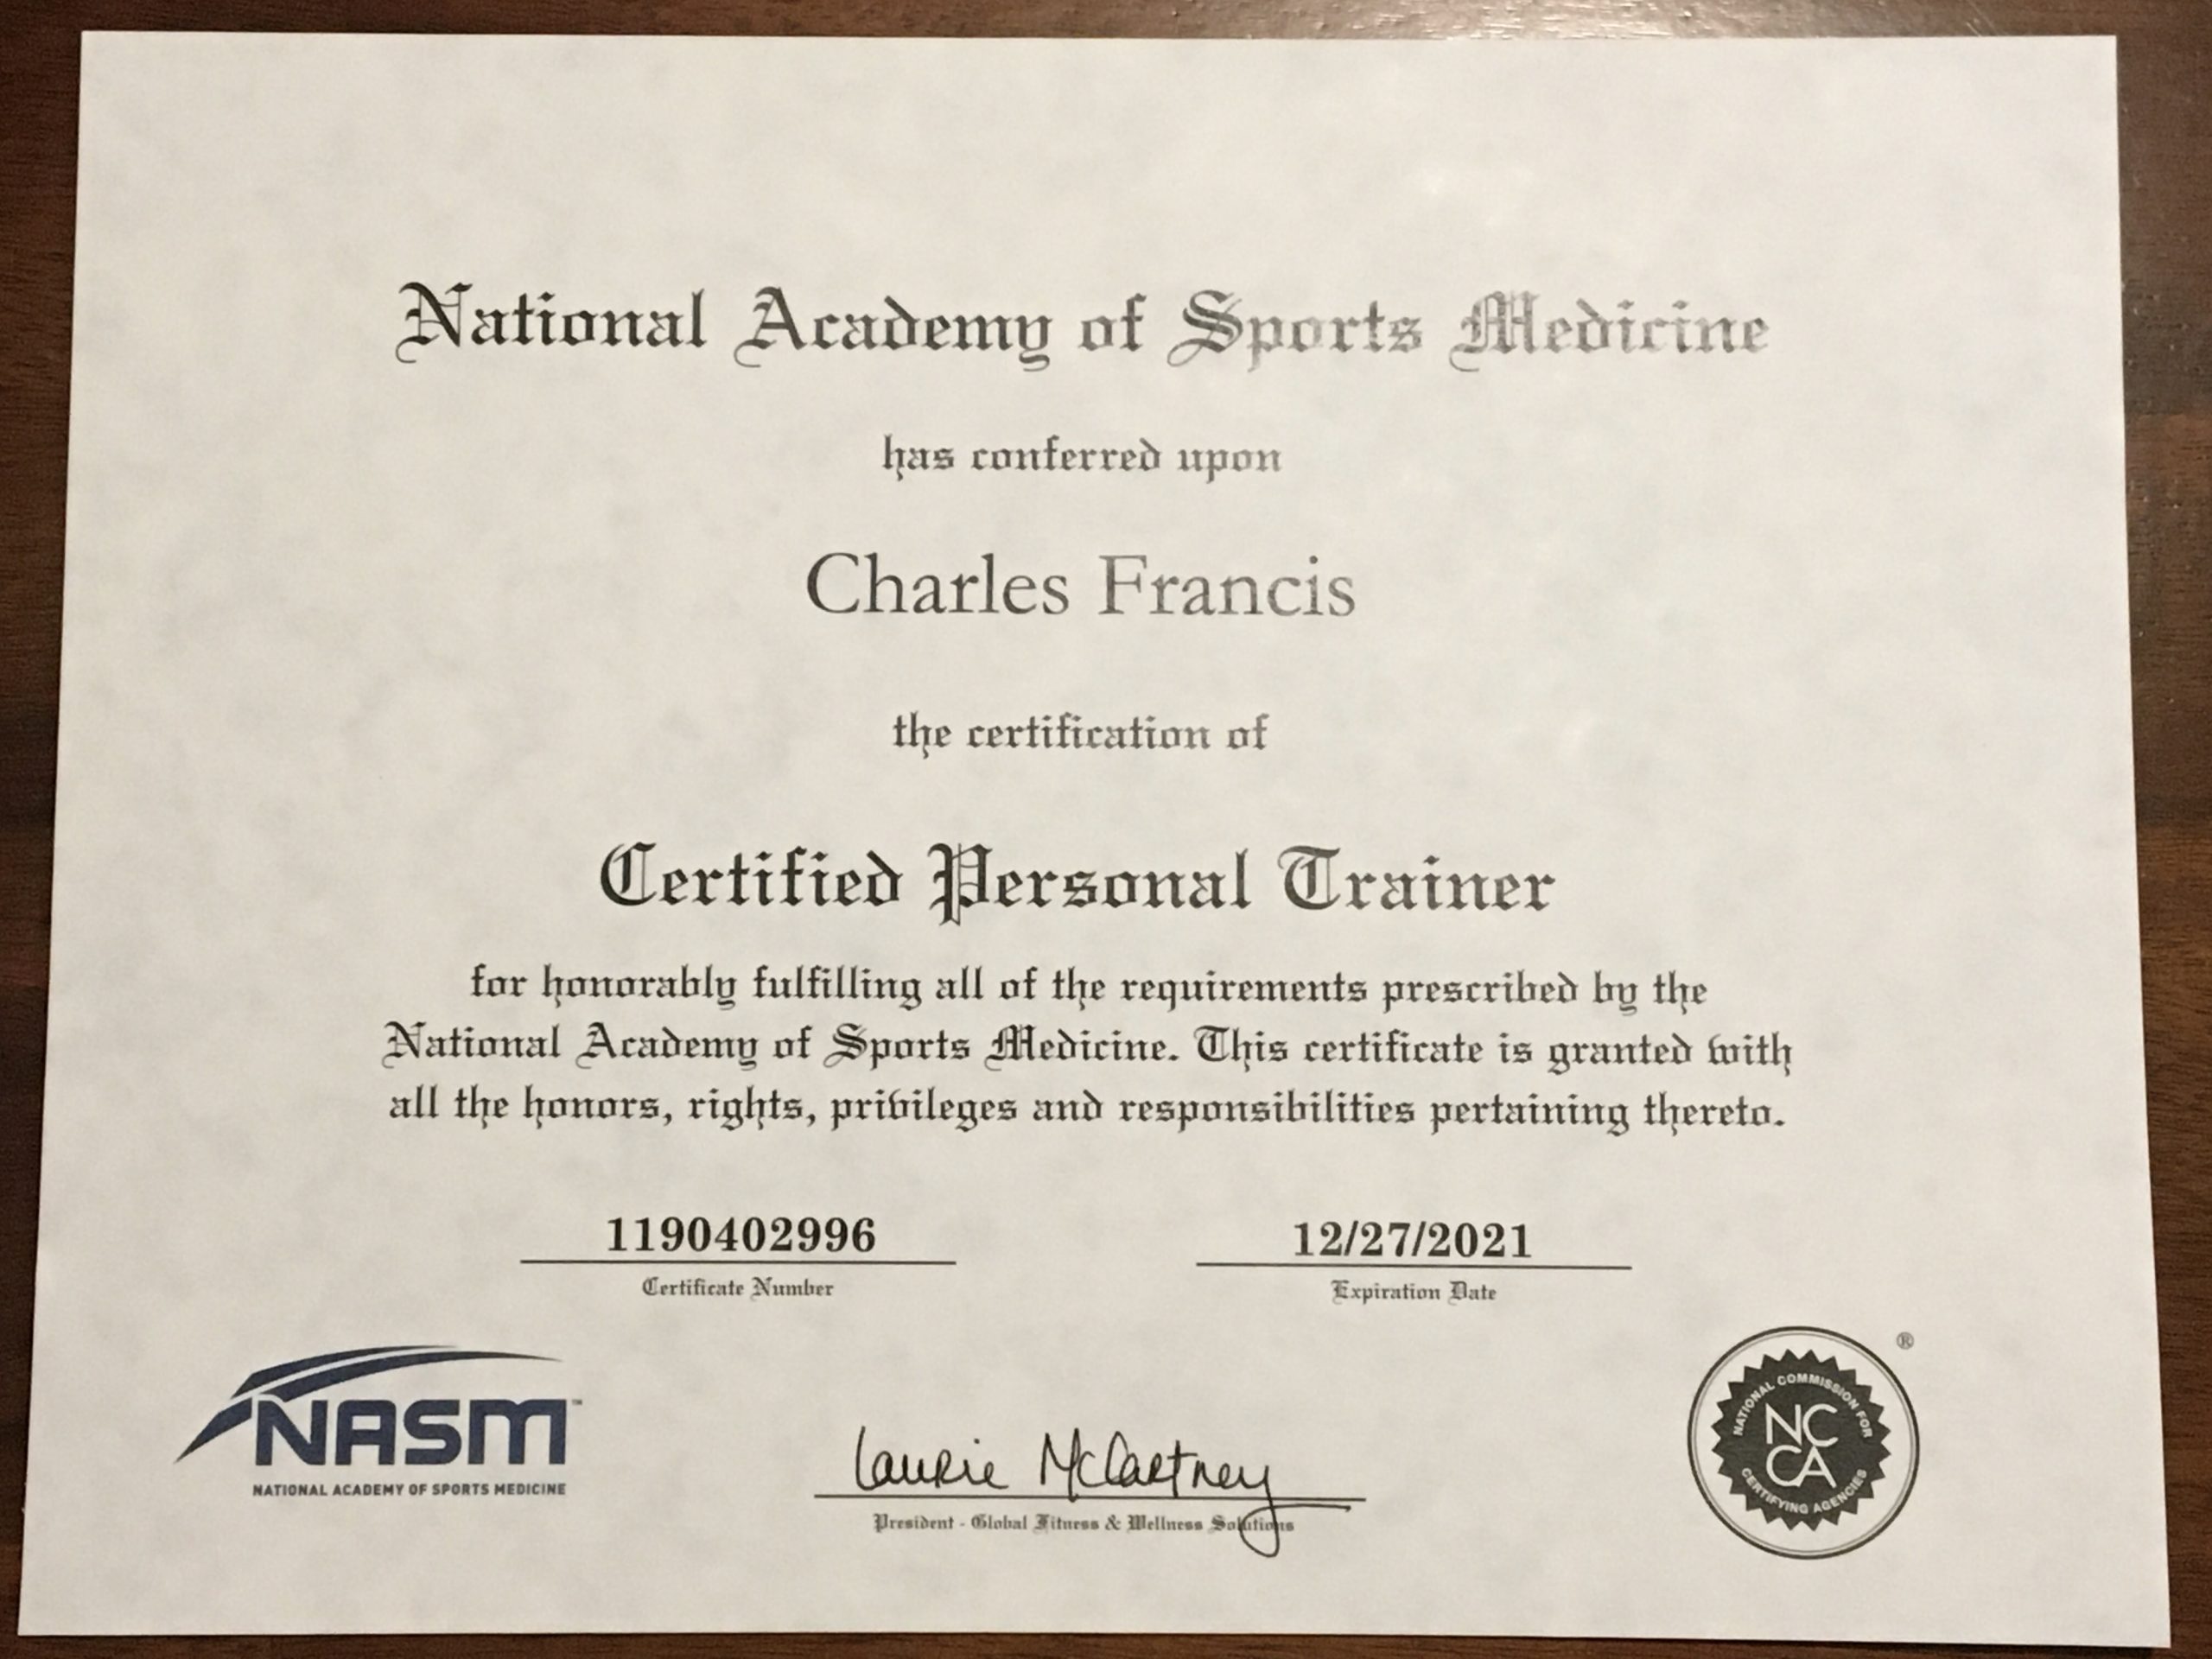 National Academy of Sports Medicine
has conferred upon
Charles Francis
the certification of
Certified Personal Trainer
for honorably fulfilling all of the requirements prescribed by the
National Academy of Sports Medicine. This certificate is granted with
all the honors, rights, privileges and responsibilities pertaining thereto.
1190402996
Certificate Number
12/27/2021
Expiration Date
NASM™
NATIONAL ACADEMY OF SPORTS MEDICINE
Laurie McCartney
President - Global Fitness & Wellness Solutions
®
NATIONAL COMMISSION FOR
NC
CA
CERTIFYING AGENCIES